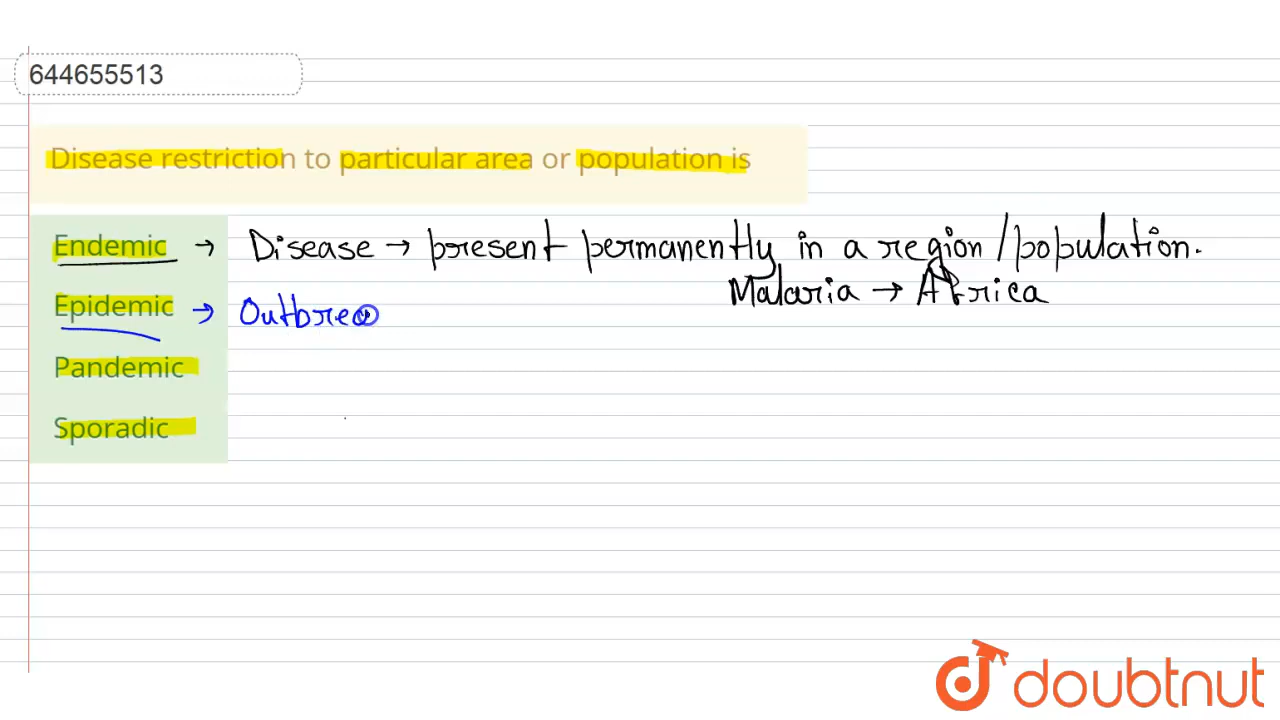 644655513
Disease restriction to particular area or population is
Endemic → Disease → present permanently in a region / population.
Malaria → Africa
Epidemic → Outbrea
Pandemic
Sporadic
doubtnut